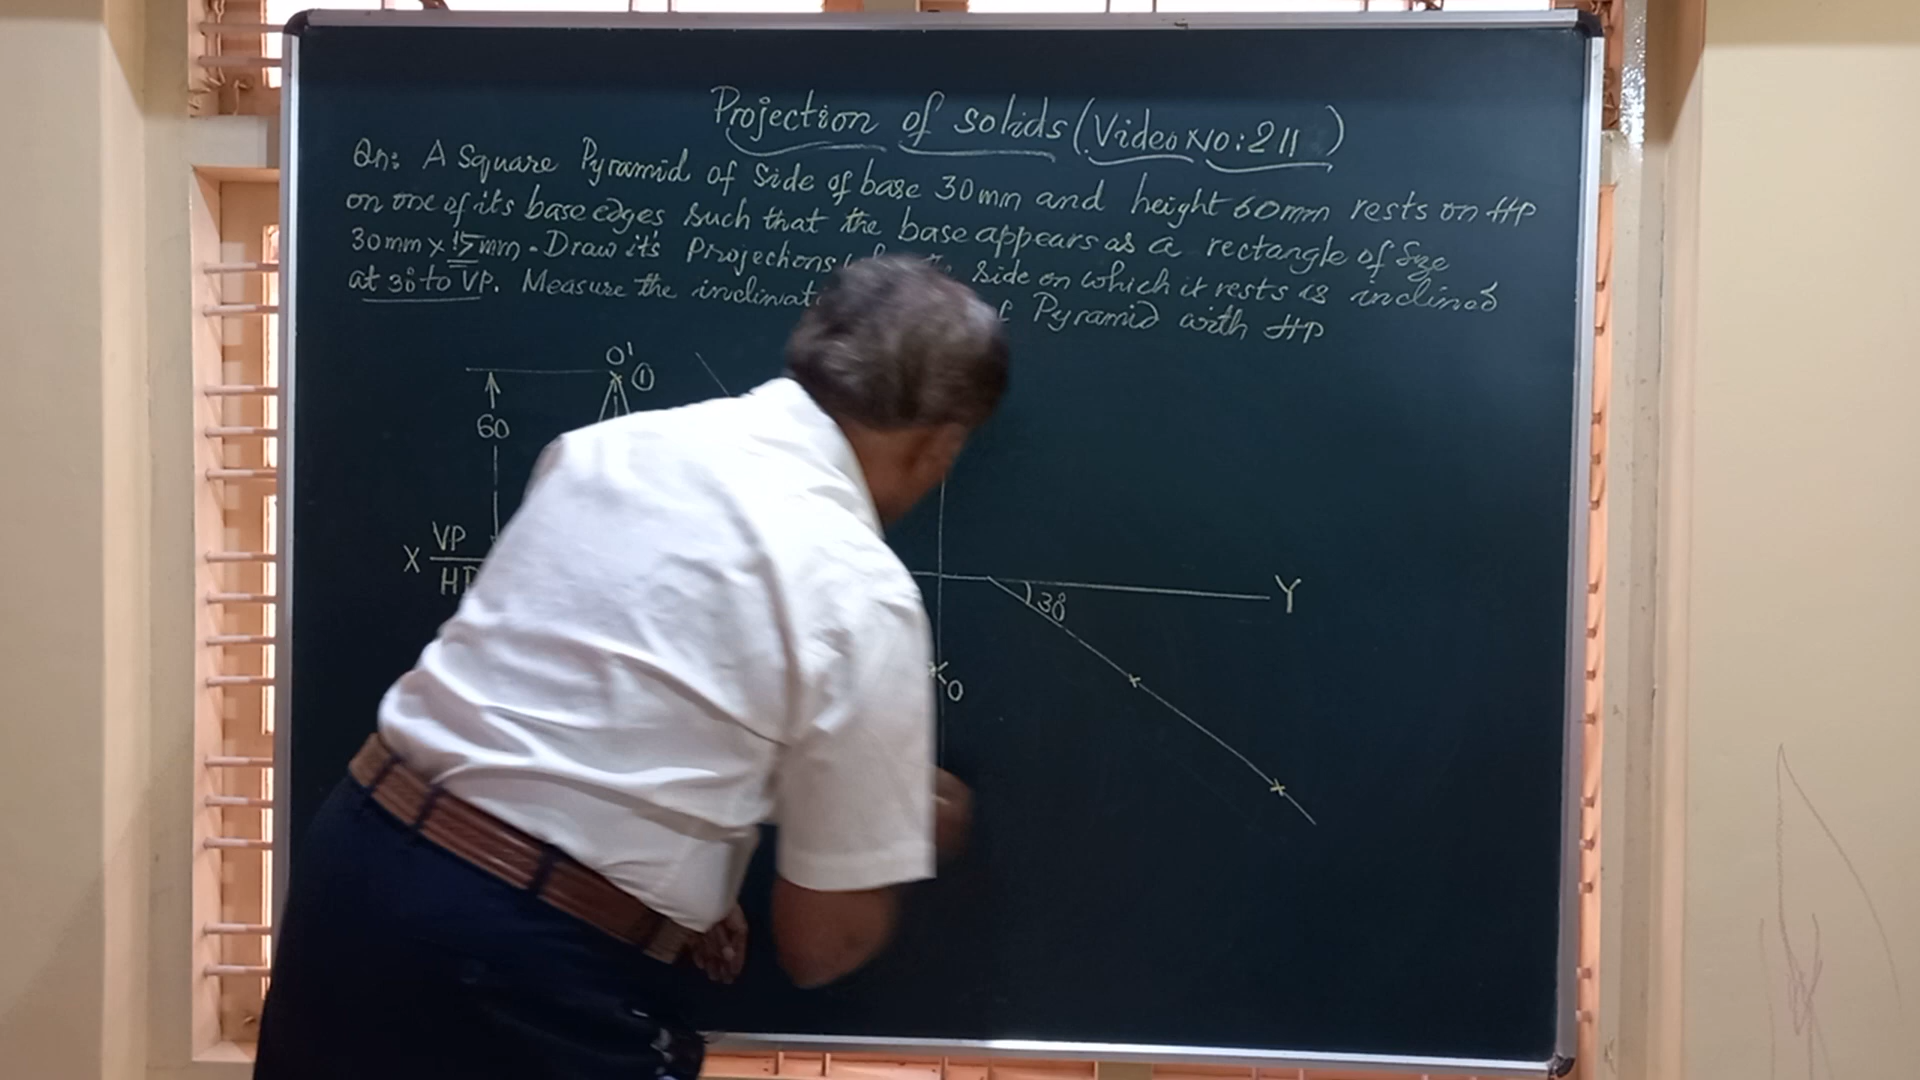 Projection of solids (Video No: 211)
Qn: A Square Pyramid of Side of base 30mm and height 60mm rests on HP
on one of its base edges such that the base appears as a rectangle of Size
30mm x 15mm. Draw its Projections side on which it rests is inclined
at 30° to VP. Measure the Pyramid with HP
O'
①
60
VP
X
Y
30°
O